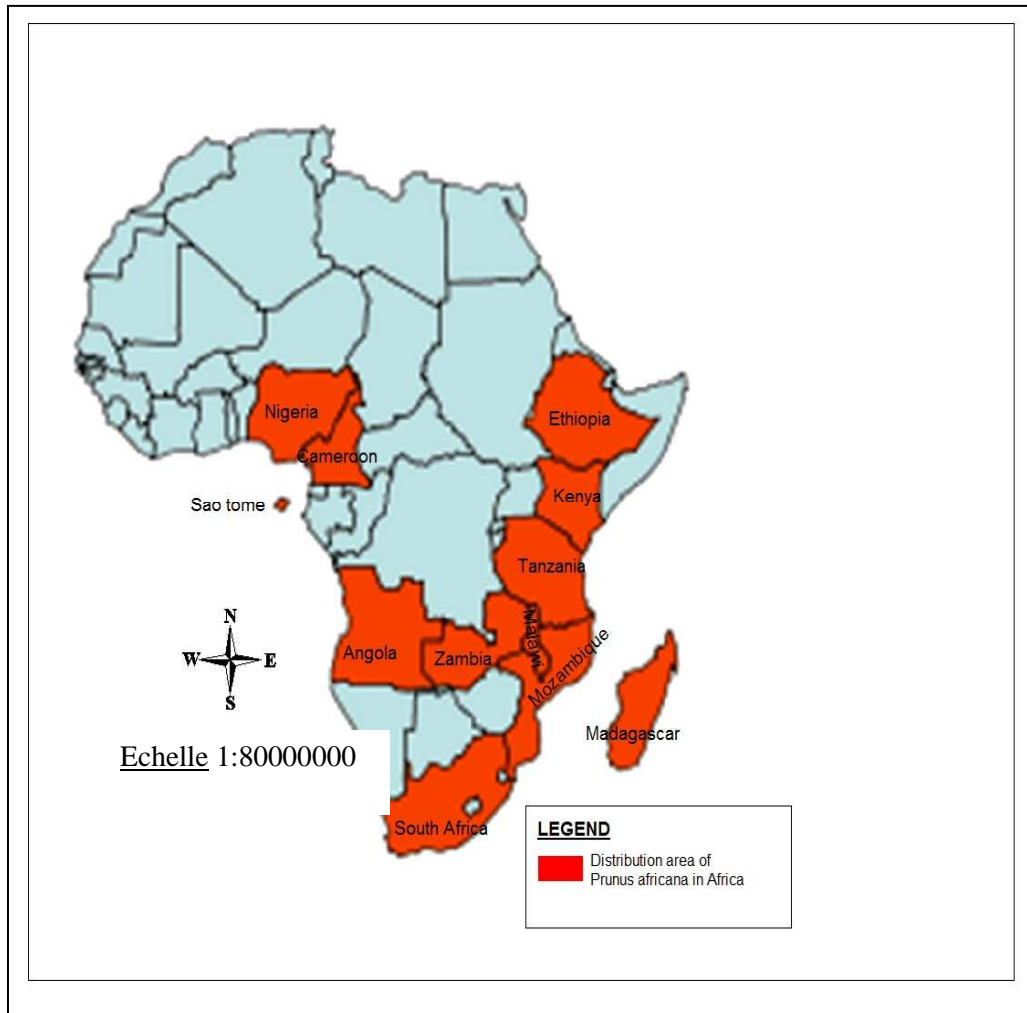 Nigeria
Ethiopia
Cameroon
Kenya
Sao tome
Tanzania
Malawi
Angola
Zambia
Mozambique
N
W
E
S
Madagascar
Echelle 1:80000000
South Africa
LEGEND
Distribution area of
Prunus africana in Africa